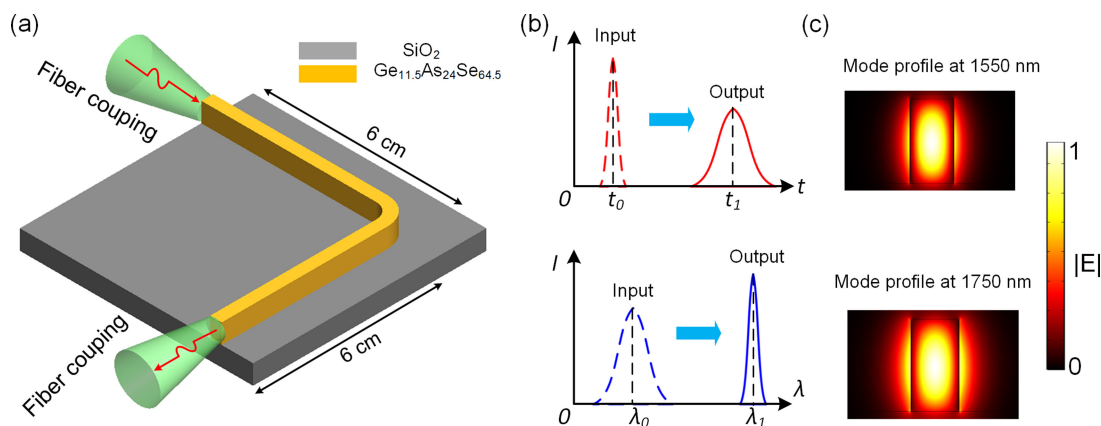 (a)
SiO2
Ge11.5As24Se64.5
Fiber couping
6 cm
6 cm
Fiber couping
(b)
I
Input
Output
0
t0
t1
t
I
Input
Output
0
λ0
λ1
λ
(c)
Mode profile at 1550 nm
Mode profile at 1750 nm
1
|E|
0